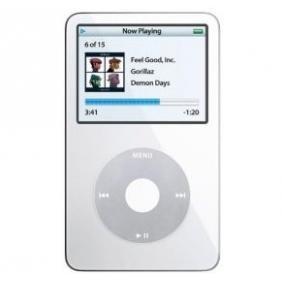 Now Playing
6 of 15
Feel Good, Inc.
Gorillaz
Demon Days
3:41 -1:20
MENU